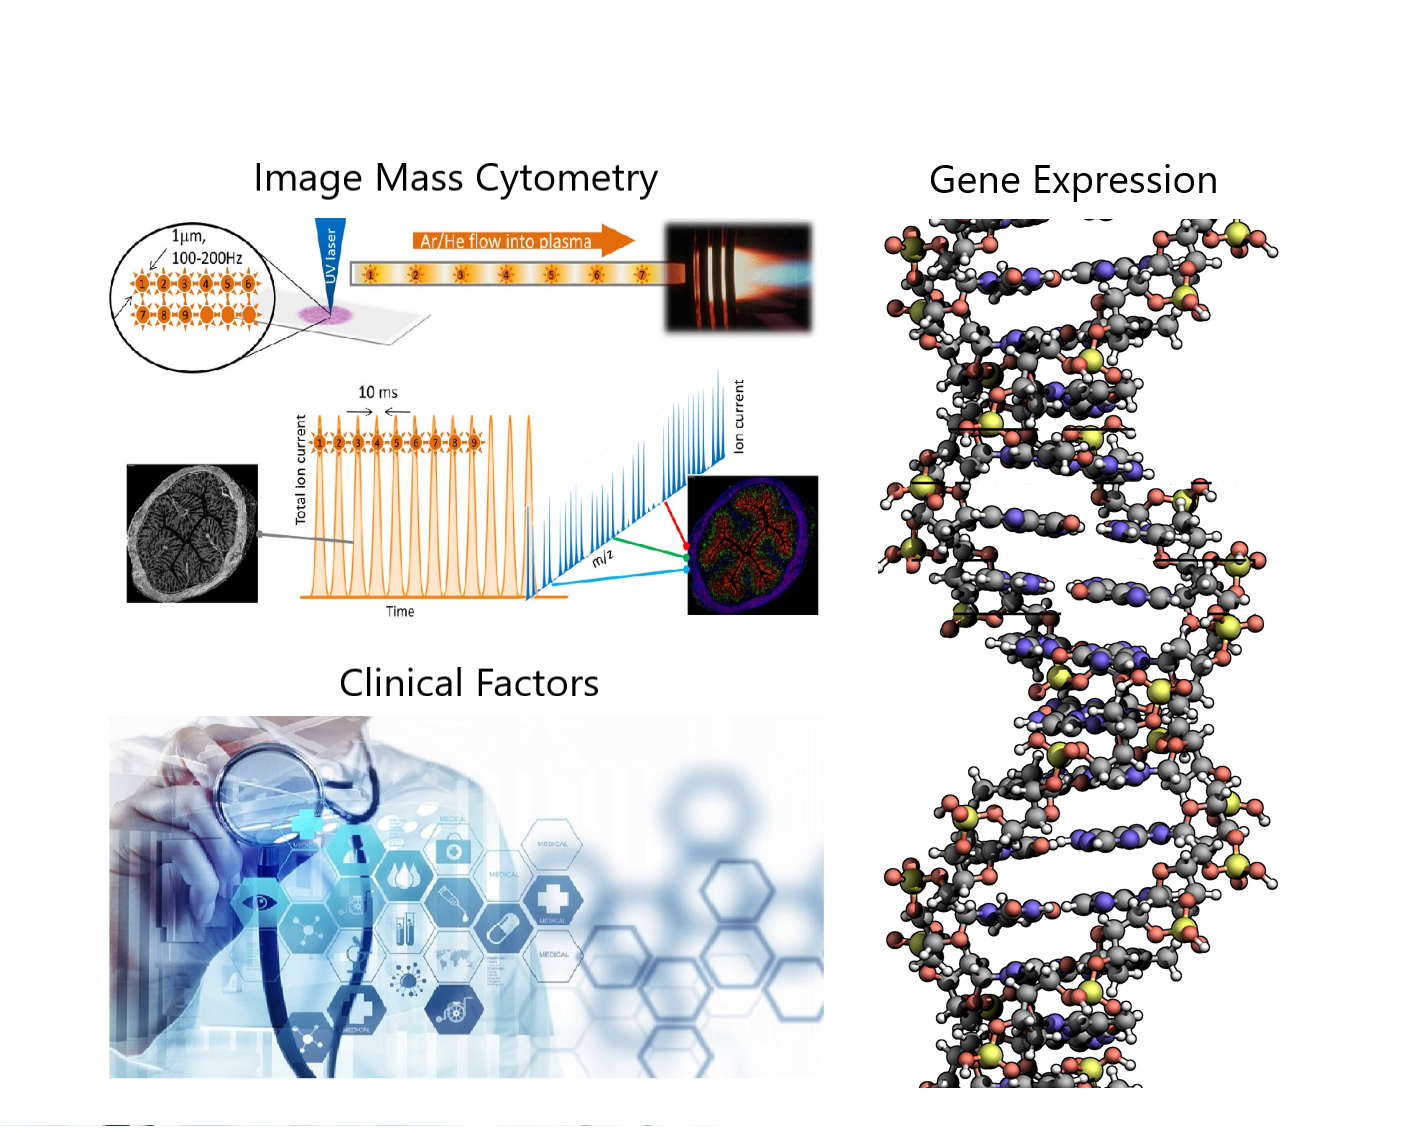 Image Mass Cytometry
Gene Expression
1µm,
100-200Hz
1 2 3 4 5 6
7 8 9
UV laser
Ar/He flow into plasma
1 2 3 4 5 6 7
10 ms
Total ion current
1 2 3 4 5 6 7 8 9
Ion current
m/z
Time
Clinical Factors
MEDICAL
MEDICAL
MEDICAL
MEDICAL
MEDICAL
MEDICAL
MEDICAL